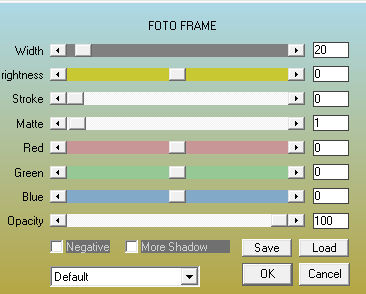 FOTO FRAME
Width 20
rightness 0
Stroke 0
Matte 1
Red 0
Green 0
Blue 0
Opacity 100
Negative More Shadow Save Load
Default OK Cancel